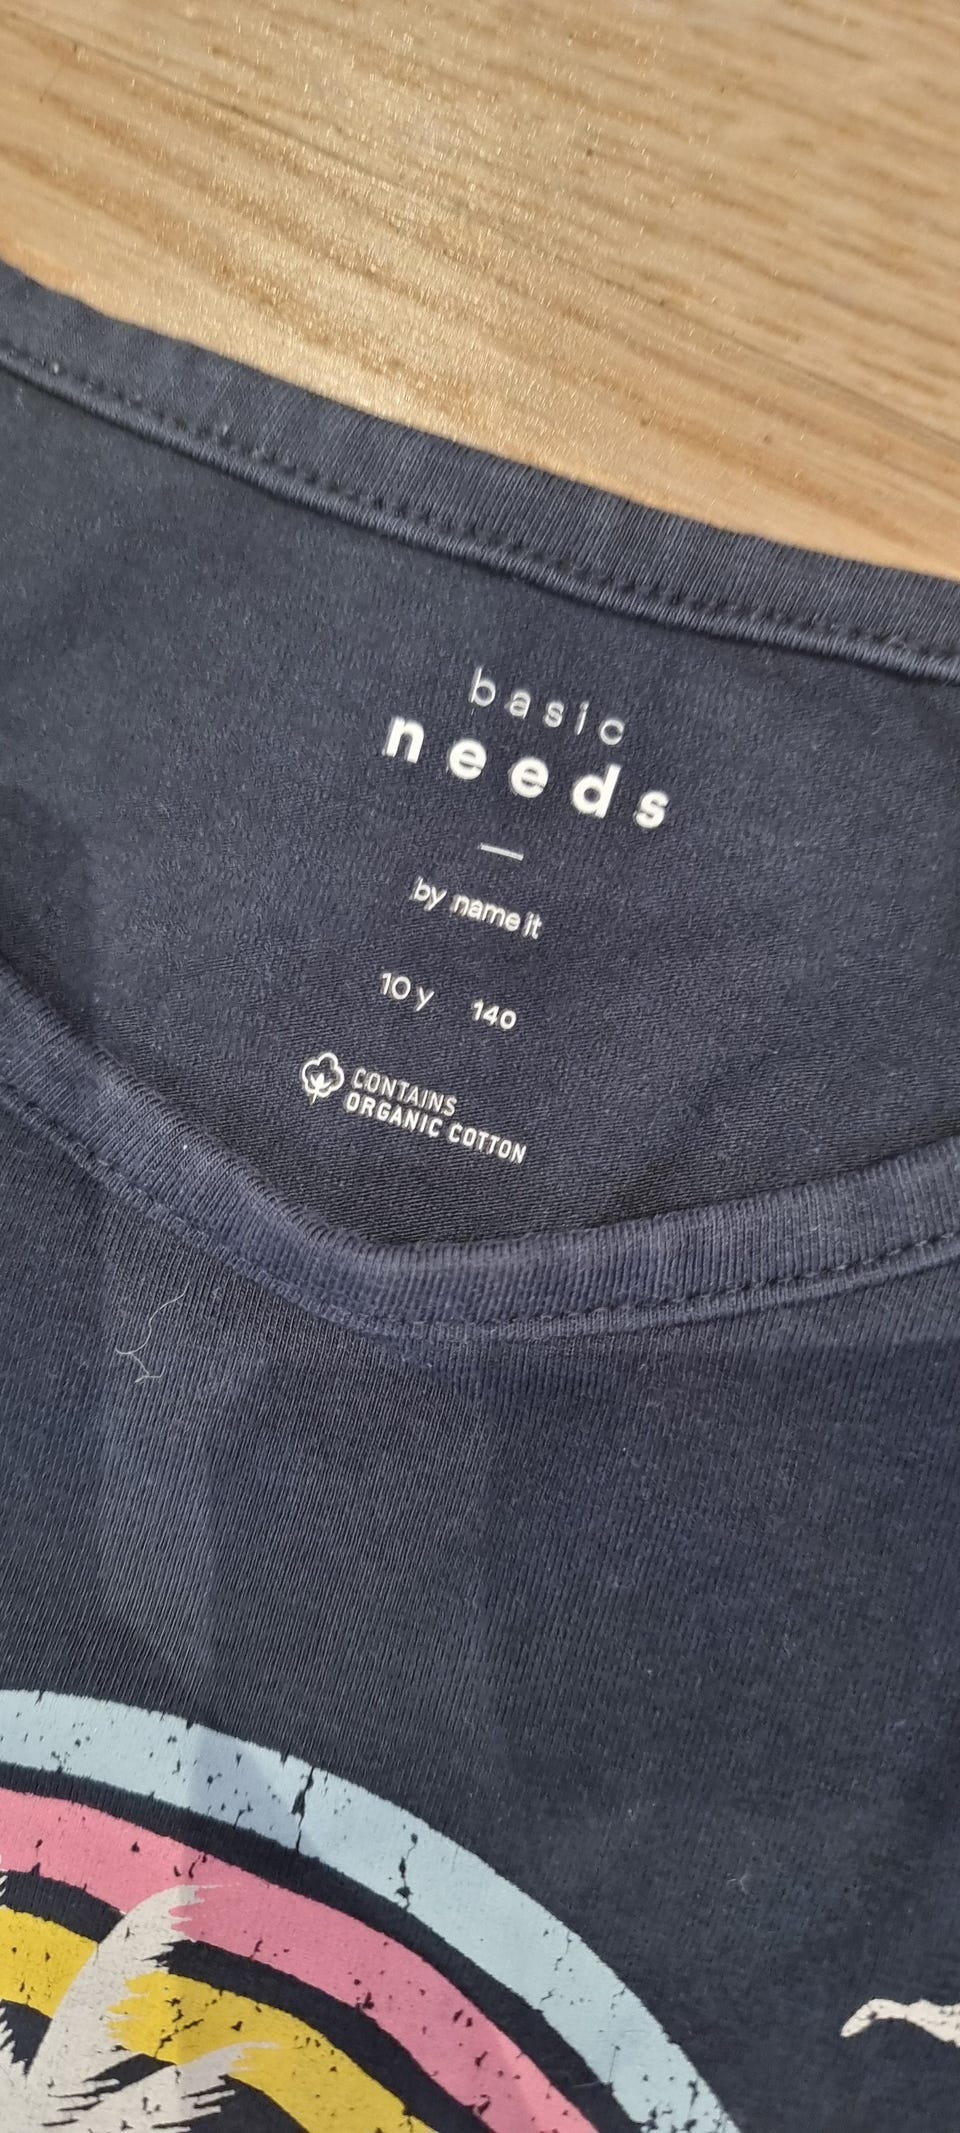 basic
needs
by name it
10 y 140
CONTAINS
ORGANIC COTTON